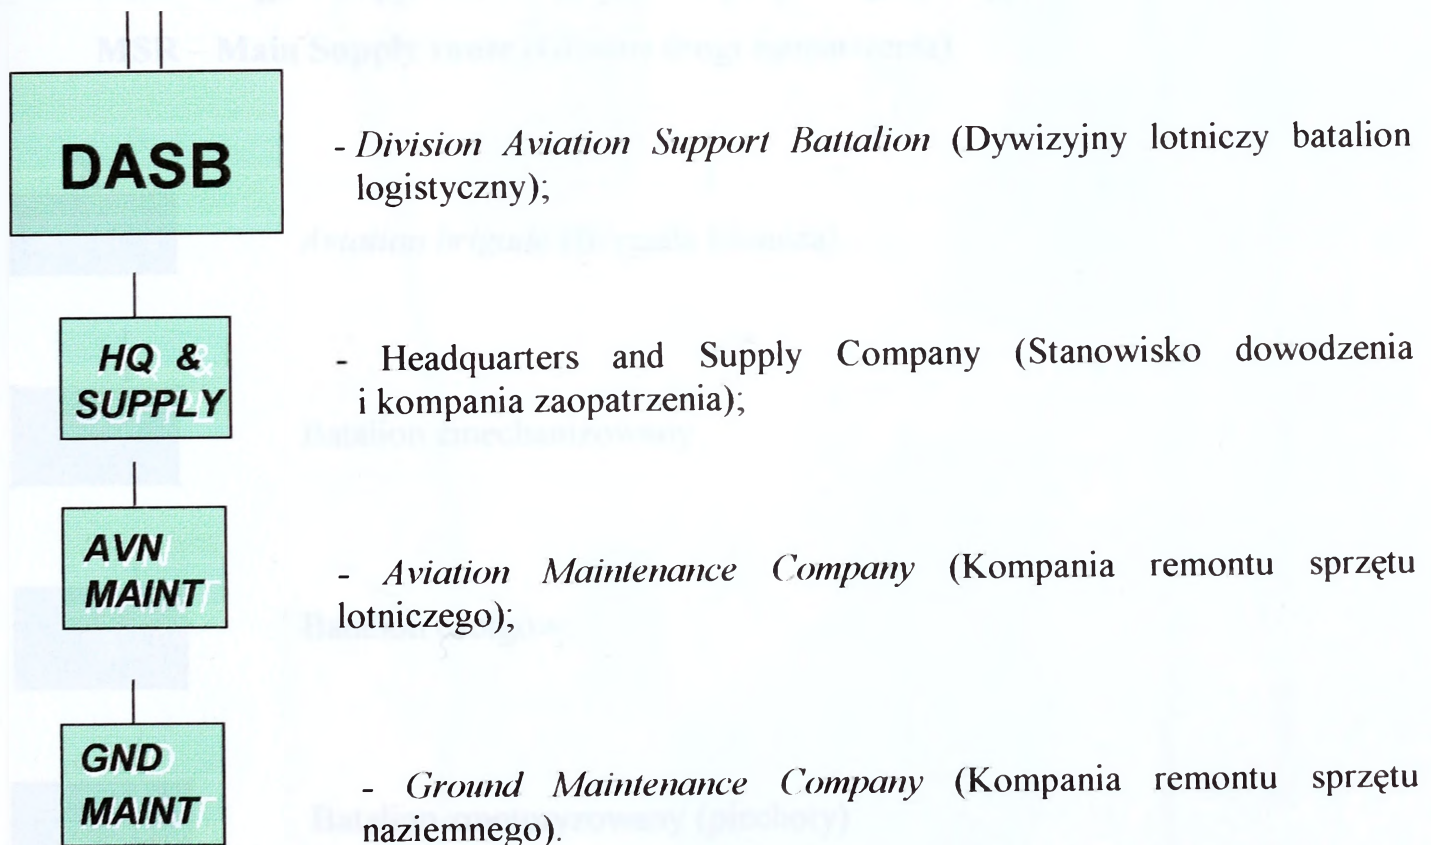 DASB
- Division Aviation Support Battalion (Dywizyjny lotniczy batalion
logistyczny);
HQ &
SUPPLY
- Headquarters and Supply Company (Stanowisko dowodzenia
i kompania zaopatrzenia);
AVN
MAINT
- Aviation Maintenance Company (Kompania remontu sprzętu
lotniczego);
GND
MAINT
- Ground Maintenance Company (Kompania remontu sprzętu
naziemnego).